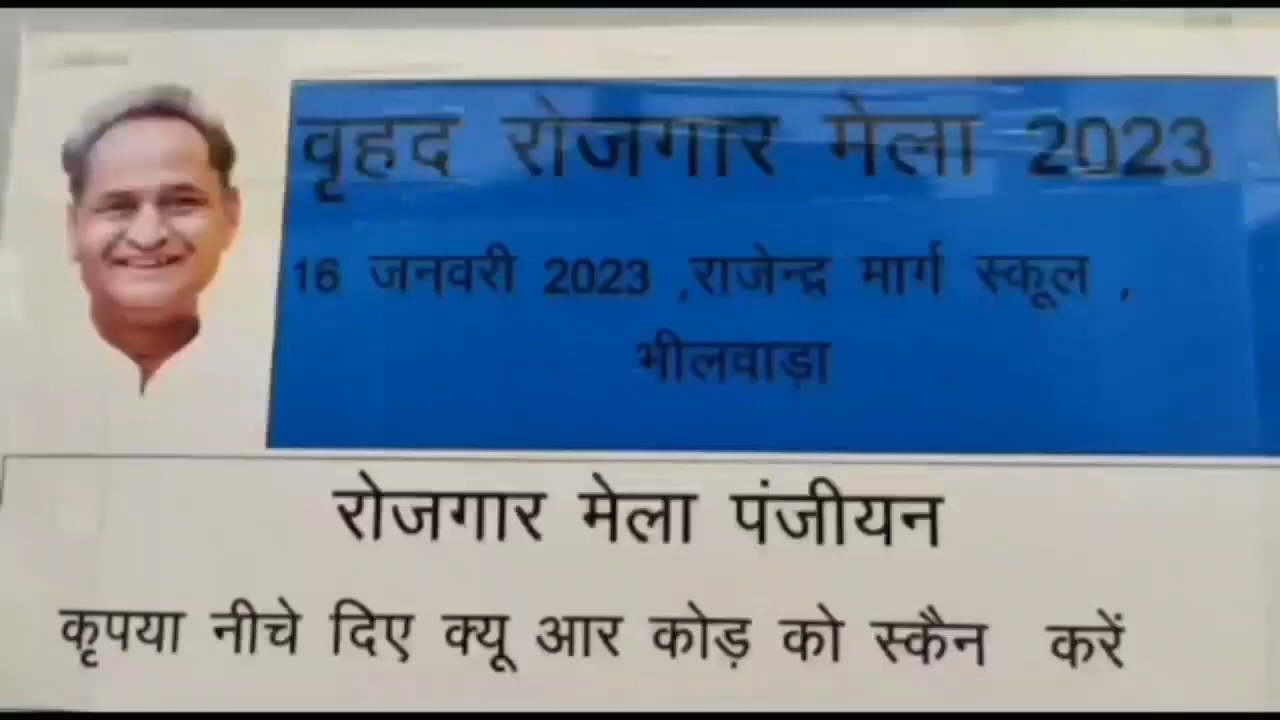 वृहद रोजगार मेला 2023
16 जनवरी 2023 ,राजेन्द्र मार्ग स्कूल ,
भीलवाड़ा
रोजगार मेला पंजीयन
कृपया नीचे दिए क्यू आर कोड़ को स्कैन करें